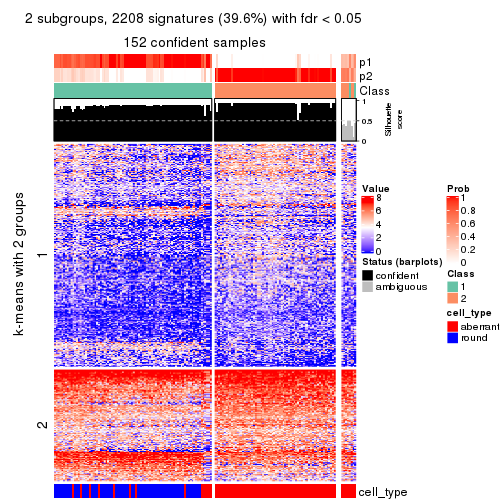 2 subgroups, 2208 signatures (39.6%) with fdr < 0.05
152 confident samples
p1
p2
Class
1
0.5
0
Silhouette
score
k-means with 2 groups
1
2
cell_type
Value
8
6
4
2
0
Status (barplots)
confident
ambiguous
Prob
1
0.8
0.6
0.4
0.2
0
Class
1
2
cell_type
aberrant
round